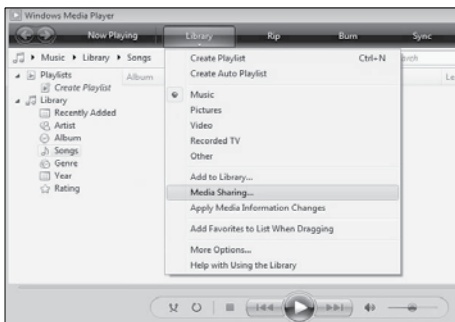 Windows Media Player
Now Playing Library Rip Burn Sync
Music Library Songs
Playlists
Create Playlist
Library
Recently Added
Artist
Album
Songs
Genre
Year
Rating
Album
Create Playlist Ctrl+N
Create Auto Playlist
Music
Pictures
Video
Recorded TV
Other
Add to Library...
Media Sharing...
Apply Media Information Changes
Add Favorites to List When Dragging
More Options...
Help with Using the Library
Le